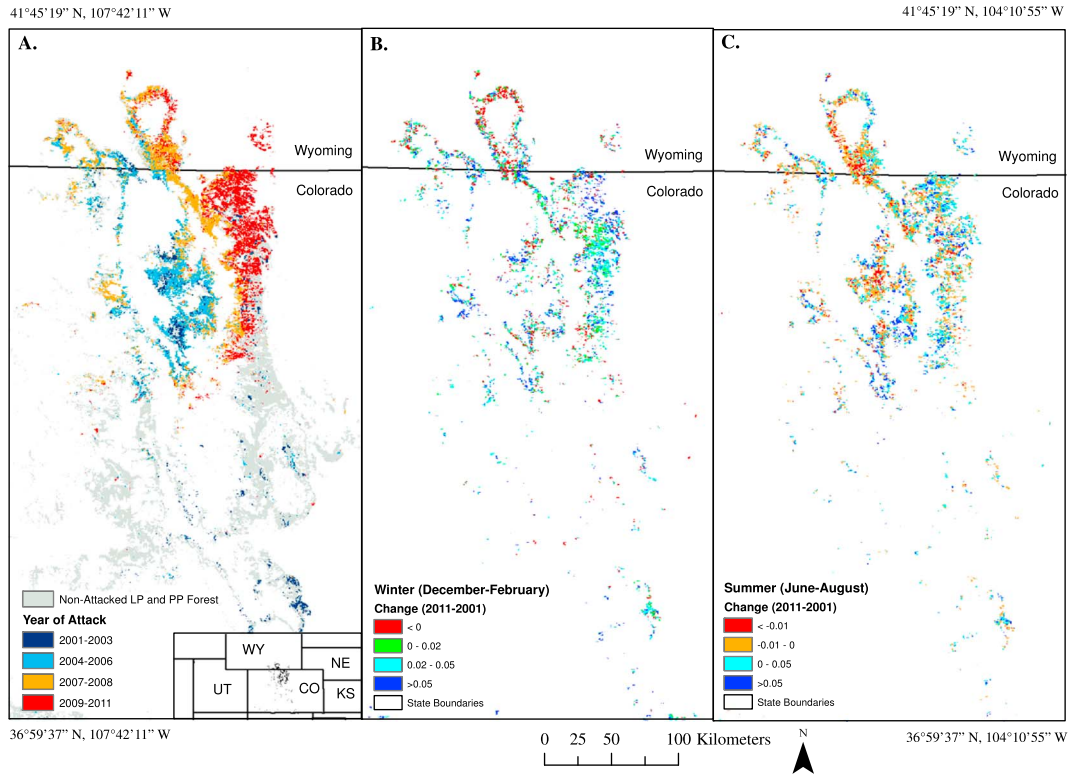 41°45'19" N, 107°42'11" W
41°45'19" N, 104°10'55" W
A.
B.
C.
Wyoming
Colorado
Wyoming
Colorado
Wyoming
Colorado
Non-Attacked LP and PP Forest
Year of Attack
2001-2003
2004-2006
2007-2008
2009-2011
WY
NE
UT
CO
KS
Winter (December-February)
Change (2011-2001)
< 0
0 - 0.02
0.02 - 0.05
>0.05
State Boundaries
Summer (June-August)
Change (2011-2001)
< -0.01
-0.01 - 0
0 - 0.05
>0.05
State Boundaries
36°59'37" N, 107°42'11" W
36°59'37" N, 104°10'55" W
0 25 50 100 Kilometers
N